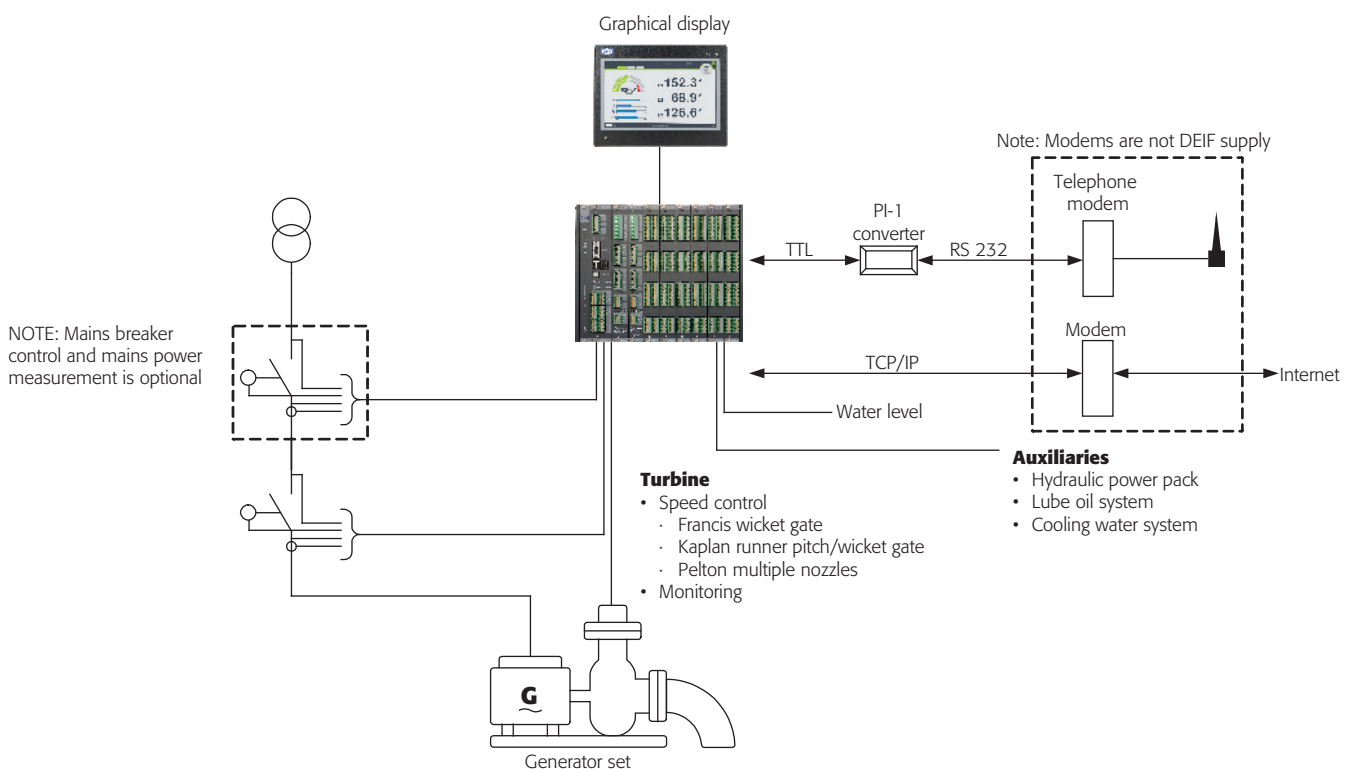 Graphical display
152.3
68.9
126,6
Note: Modems are not DEIF supply
Telephone
modem
PI-1
converter
TTL
RS 232
NOTE: Mains breaker
control and mains power
measurement is optional
Modem
TCP/IP
Internet
Water level
Turbine
• Speed control
· Francis wicket gate
· Kaplan runner pitch/wicket gate
· Pelton multiple nozzles
• Monitoring
Auxiliaries
• Hydraulic power pack
• Lube oil system
• Cooling water system
G
~
Generator set